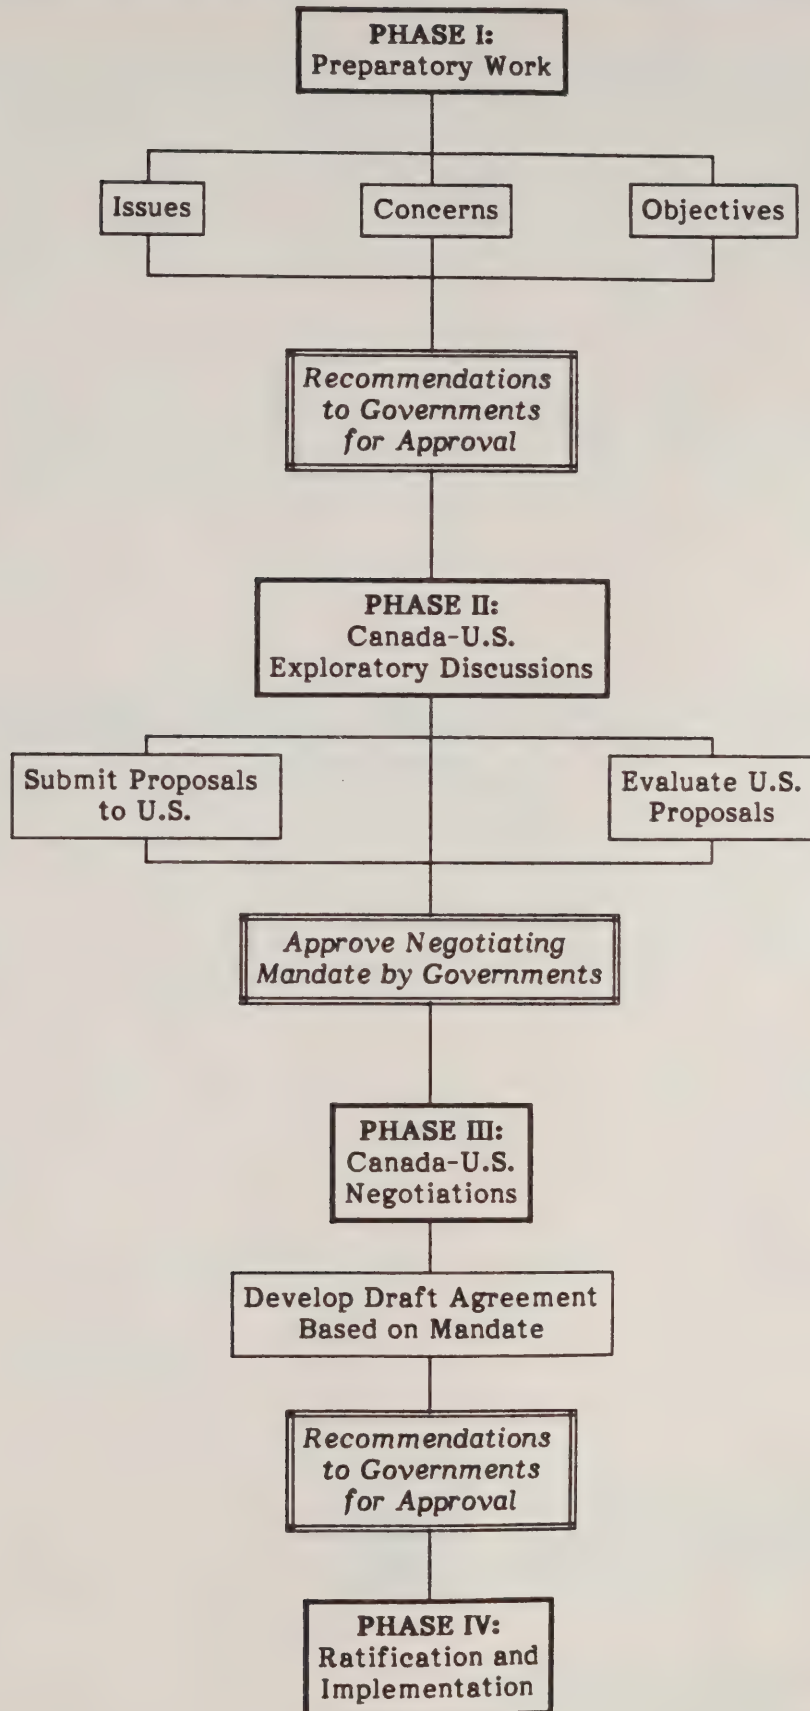 PHASE I:
Preparatory Work
Issues
Concerns
Objectives
Recommendations
to Governments
for Approval
PHASE II:
Canada-U.S.
Exploratory Discussions
Submit Proposals
to U.S.
Evaluate U.S.
Proposals
Approve Negotiating
Mandate by Governments
PHASE III:
Canada-U.S.
Negotiations
Develop Draft Agreement
Based on Mandate
Recommendations
to Governments
for Approval
PHASE IV:
Ratification and
Implementation